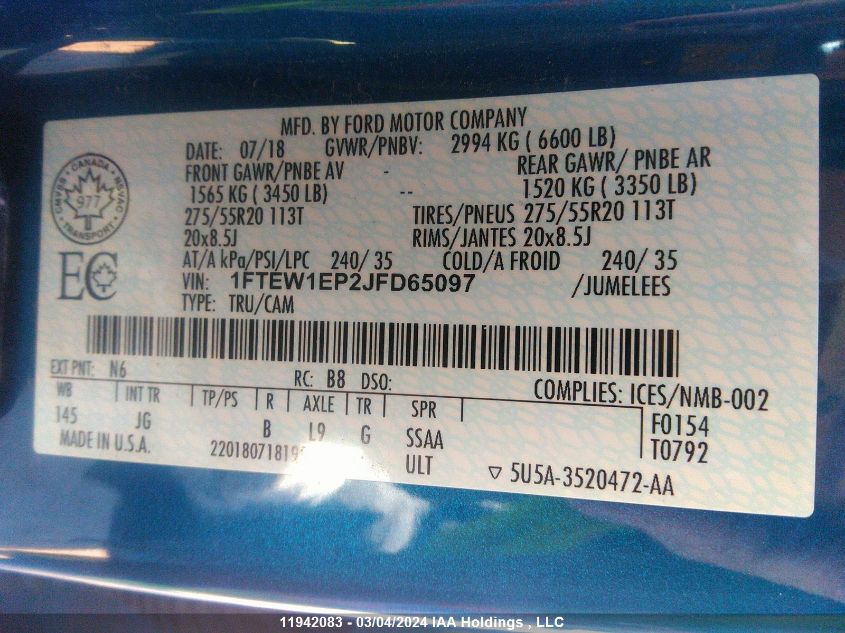 MFD. BY FORD MOTOR COMPANY
DATE: 07/18 GVWR/PNBV: 2994 KG ( 6600 LB)
FRONT GAWR/PNBE AV - REAR GAWR/ PNBE AR
1565 KG ( 3450 LB) -- 1520 KG ( 3350 LB)
275/55R20 113T TIRES/PNEUS 275/55R20 113T
20x8.5J RIMS/JANTES 20x8.5J
AT/A kPa/PSI/LPC 240/ 35 COLD/A FROID 240/ 35
VIN: 1FTEW1EP2JFD65097 /JUMELEES
TYPE: TRU/CAM
CANADA
977
TRANSPORT
EC
EXT PNT: N6 RC: B8 DSO: COMPLIES: ICES/NMB-002
WB INT TR TP/PS R AXLE TR SPR F0154
145 JG B L9 G SSAA T0792
MADE IN U.S.A. ULT 5U5A-3520472-AA
11942083 - 03/04/2024 IAA Holdings , LLC